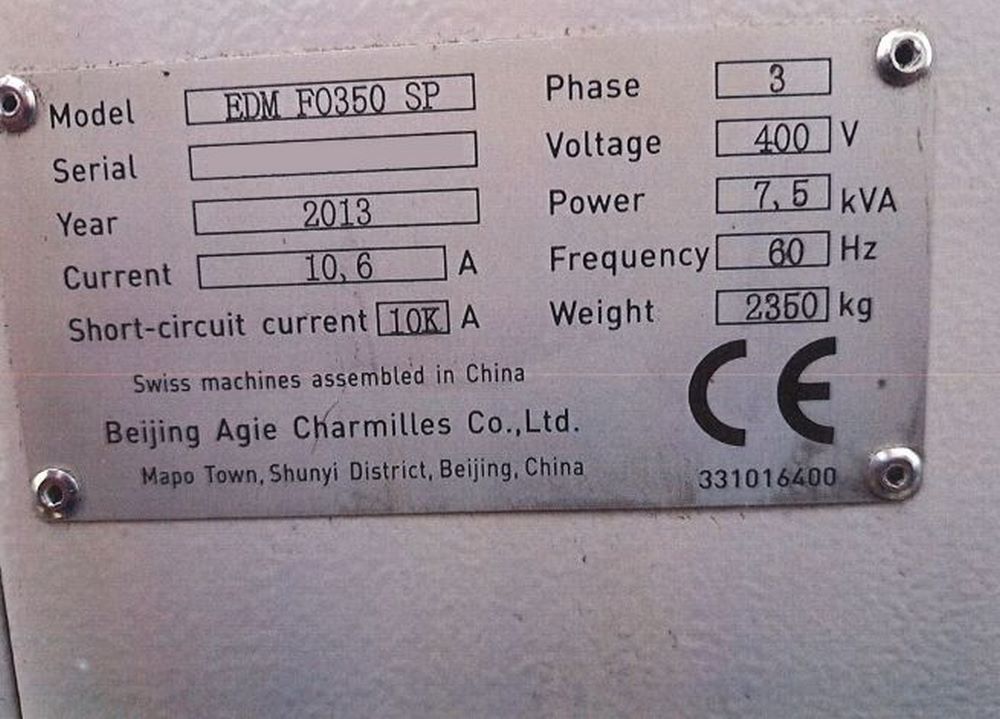 Model EDM FO350 SP
Serial
Year 2013
Current 10,6 A
Short-circuit current 10K A
Phase 3
Voltage 400 V
Power 7,5 kVA
Frequency 60 Hz
Weight 2350 kg
Swiss machines assembled in China
Beijing Agie Charmilles Co.,Ltd.
Mapo Town, Shunyi District, Beijing, China
CE
331016400